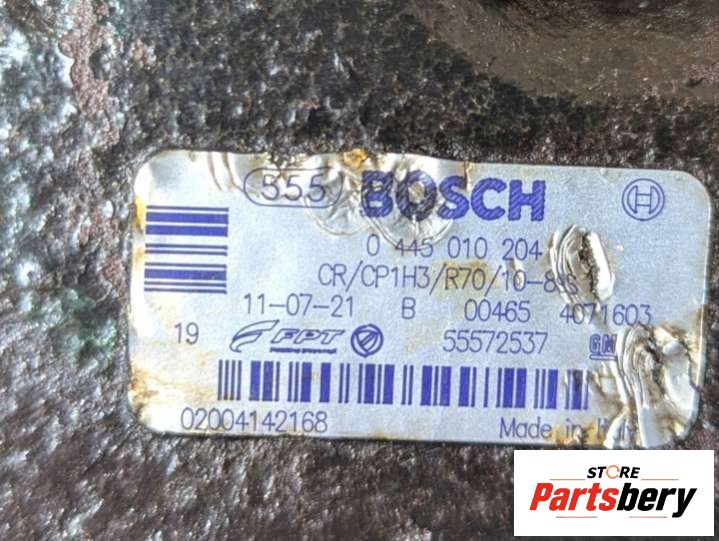 555 BOSCH
0 445 010 204
CR/CP1H3/R70/10-
11-07-21 B 00465 4071603
19 FPT 55572537 GM
02004142168 Made in
STORE
Partsbery